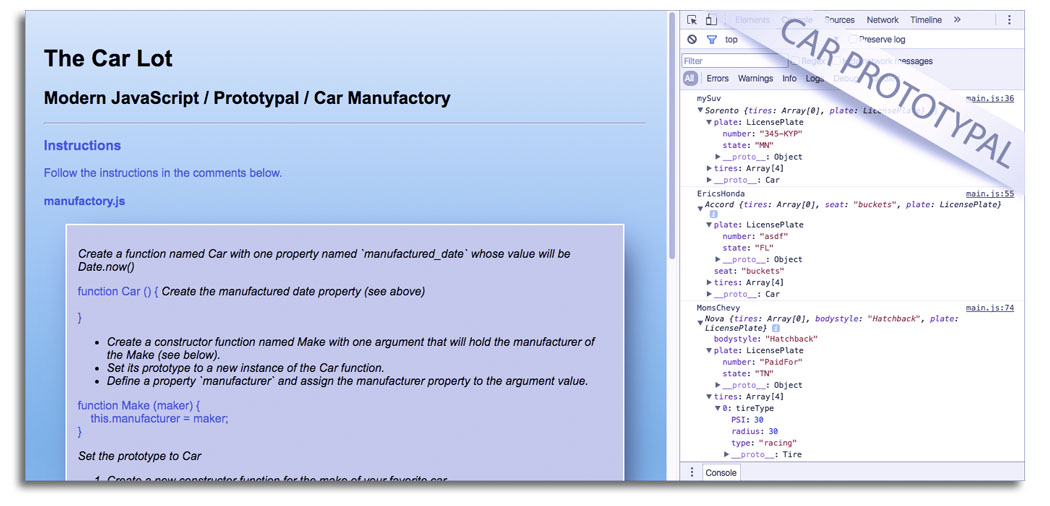 The Car Lot
Modern JavaScript / Prototypal / Car Manufactory
Instructions
Follow the instructions in the comments below.
manufactory.js
Create a function named Car with one property named `manufactured_date` whose value will be
Date.now()
function Car () { Create the manufactured date property (see above)
}
• Create a constructor function named Make with one argument that will hold the manufacturer of
the Make (see below).
• Set its prototype to a new instance of the Car function.
• Define a property `manufacturer` and assign the manufacturer property to the argument value.
function Make (maker) {
this.manufacturer = maker;
}
Set the prototype to Car
1. Create a new constructor function for the make of your favorite car
Elements Console Sources Network Timeline »
top Preserve log
Filter Regex network messages
All Errors Warnings Info Logs Debug
CAR PROTOTYPAL
mySuv main.js:36
▼Sorento {tires: Array[0], plate: LicensePlate}
▼plate: LicensePlate
number: "345-KYP"
state: "MN"
▶__proto__: Object
▶tires: Array[4]
▶__proto__: Car
EricsHonda main.js:55
▼Accord {tires: Array[0], seat: "buckets", plate: LicensePlate}
▼plate: LicensePlate
number: "asdf"
state: "FL"
▶__proto__: Object
seat: "buckets"
▶tires: Array[4]
▶__proto__: Car
MomsChevy main.js:74
▼Nova {tires: Array[0], bodystyle: "Hatchback", plate:
LicensePlate}
bodystyle: "Hatchback"
▼plate: LicensePlate
number: "PaidFor"
state: "TN"
▶__proto__: Object
▼tires: Array[4]
▼0: tireType
PSI: 30
radius: 30
type: "racing"
▶__proto__: Tire
Console